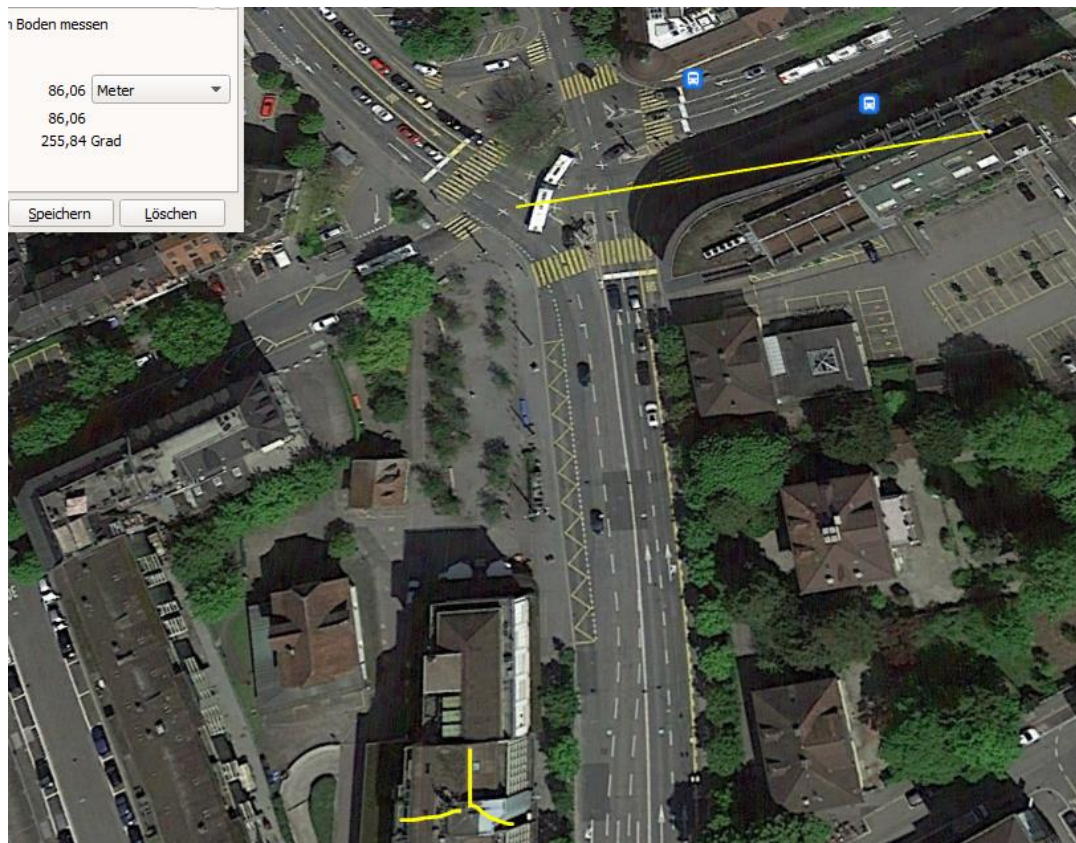 n Boden messen
86,06 Meter
86,06
255,84 Grad
Speichern Löschen